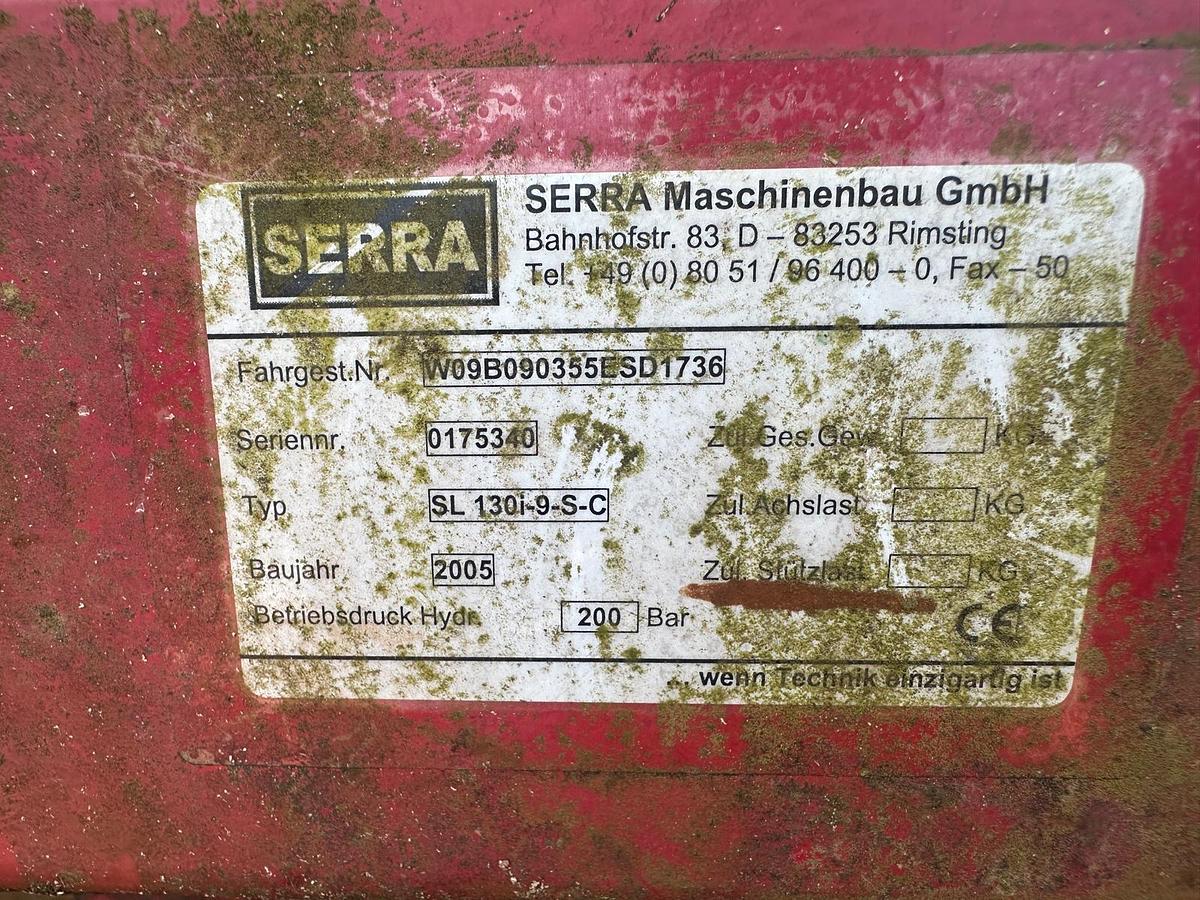 SERRA
SERRA Maschinenbau GmbH
Bahnhofstr. 83, D – 83253 Rimsting
Tel. +49 (0) 80 51 / 96 400 – 0, Fax – 50
Fahrgest.Nr. W09B090355ESD1736
Seriennr. 0175340 Zul.Ges.Gew. KG
Typ SL 130i-9-S-C Zul.Achslast KG
Baujahr 2005 Zul. Stützlast KG
Betriebsdruck Hydr. 200 Bar CE
... wenn Technik einzigartig ist